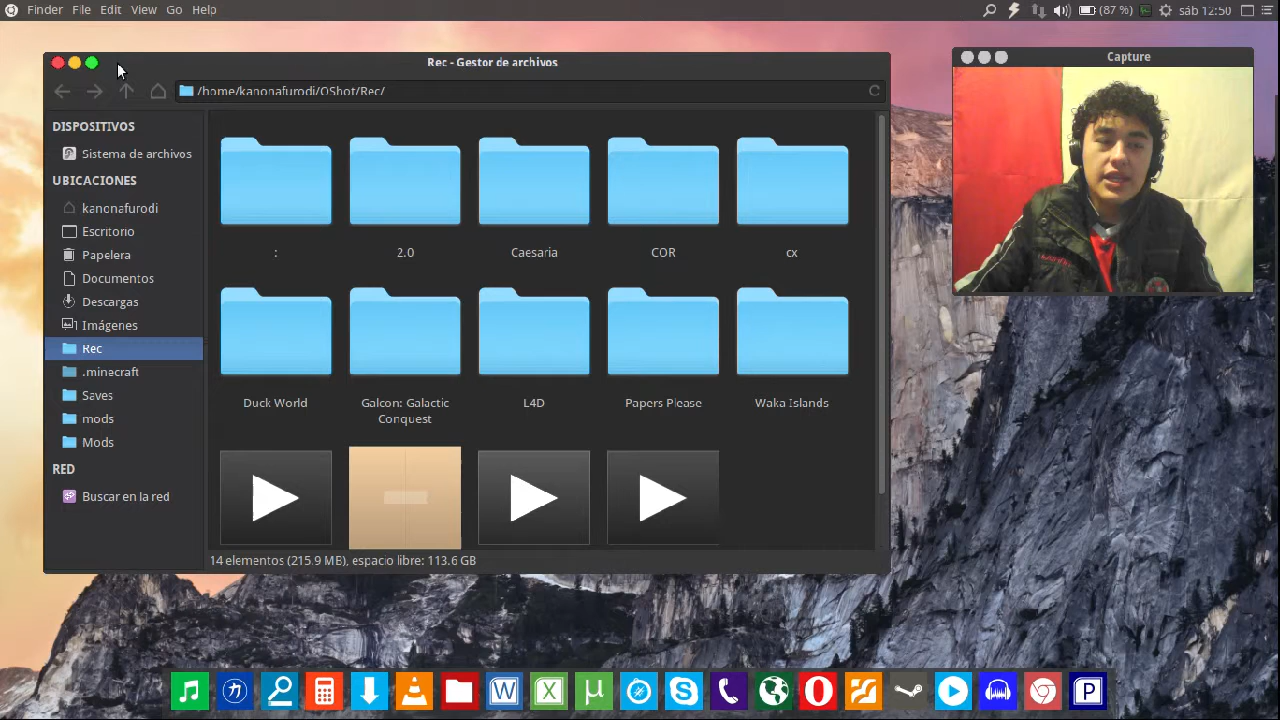 Finder File Edit View Go Help
(87 %) sáb 12:50
Rec - Gestor de archivos
/home/kanonafurodi/OShot/Rec/
DISPOSITIVOS
Sistema de archivos
UBICACIONES
kanonafurodi
Escritorio
Papelera
Documentos
Descargas
Imágenes
Rec
.minecraft
Saves
mods
Mods
RED
Buscar en la red
: 2.0 Caesaria COR cx
Duck World Galcon: Galactic L4D Papers Please Waka Islands
Conquest
14 elementos (215.9 MB), espacio libre: 113.6 GB
Capture
W X µ S P